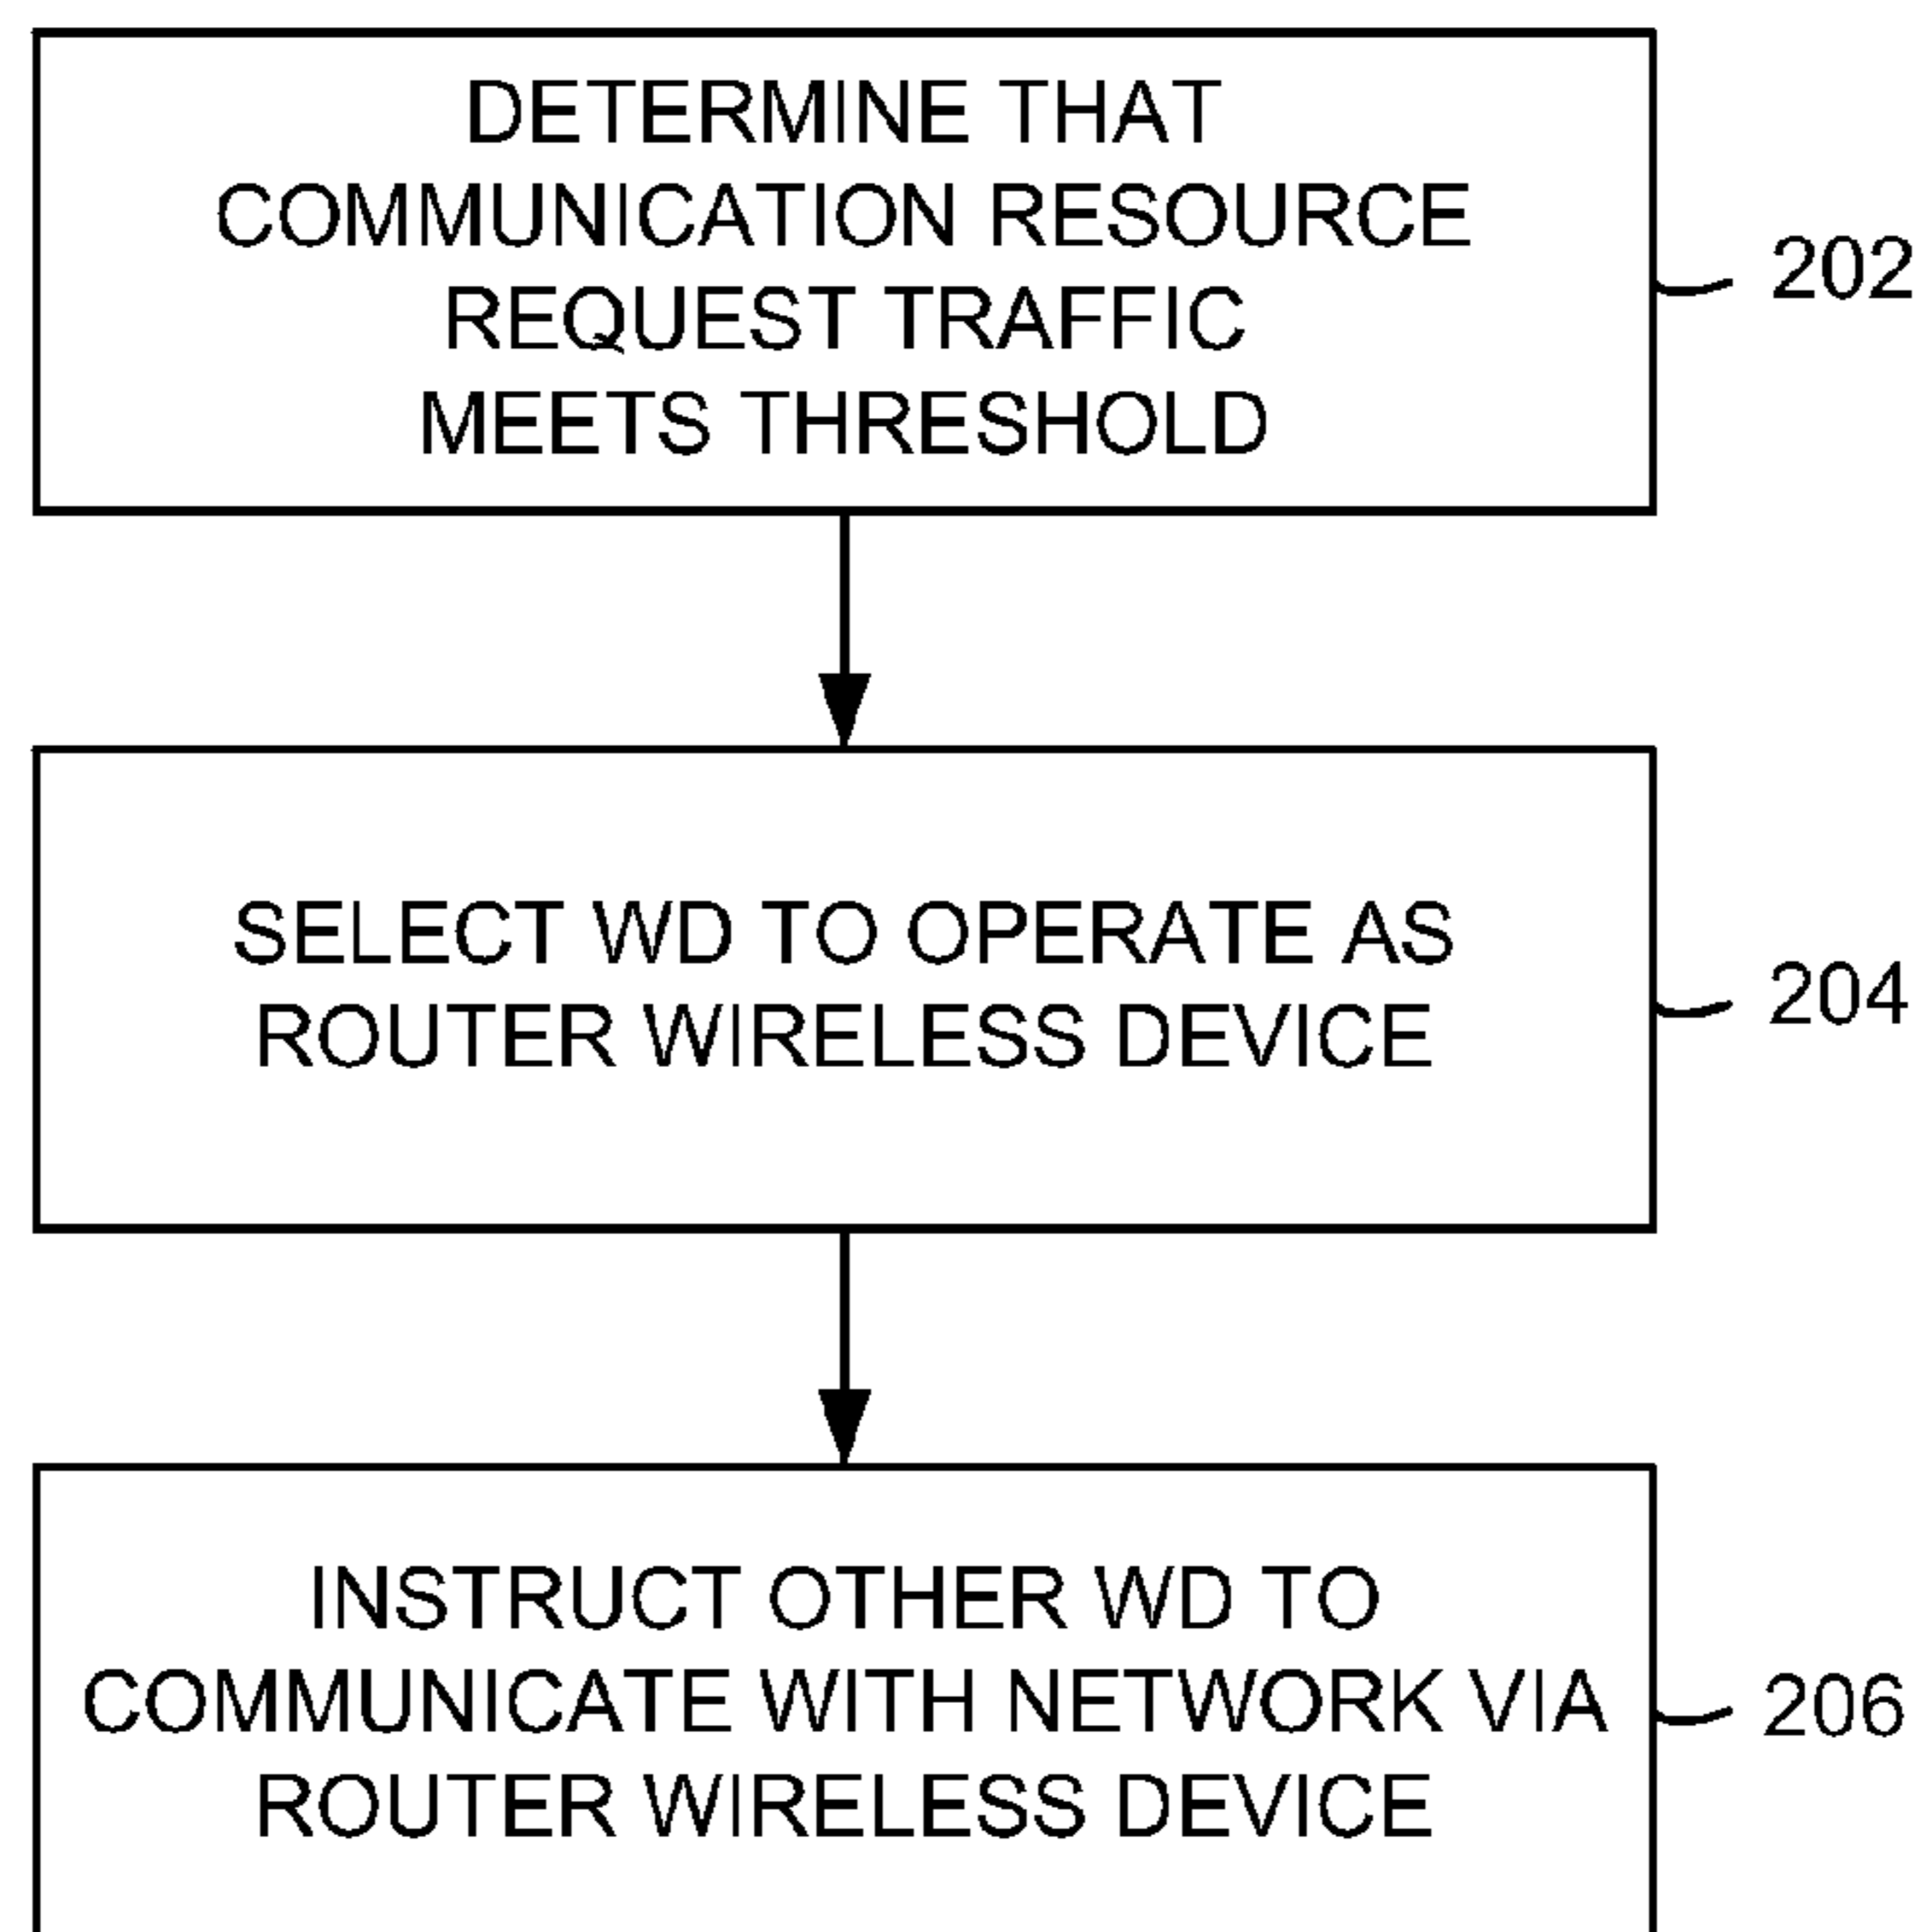 DETERMINE THAT
COMMUNICATION RESOURCE
REQUEST TRAFFIC
MEETS THRESHOLD
202
SELECT WD TO OPERATE AS
ROUTER WIRELESS DEVICE
204
INSTRUCT OTHER WD TO
COMMUNICATE WITH NETWORK VIA
ROUTER WIRELESS DEVICE
206